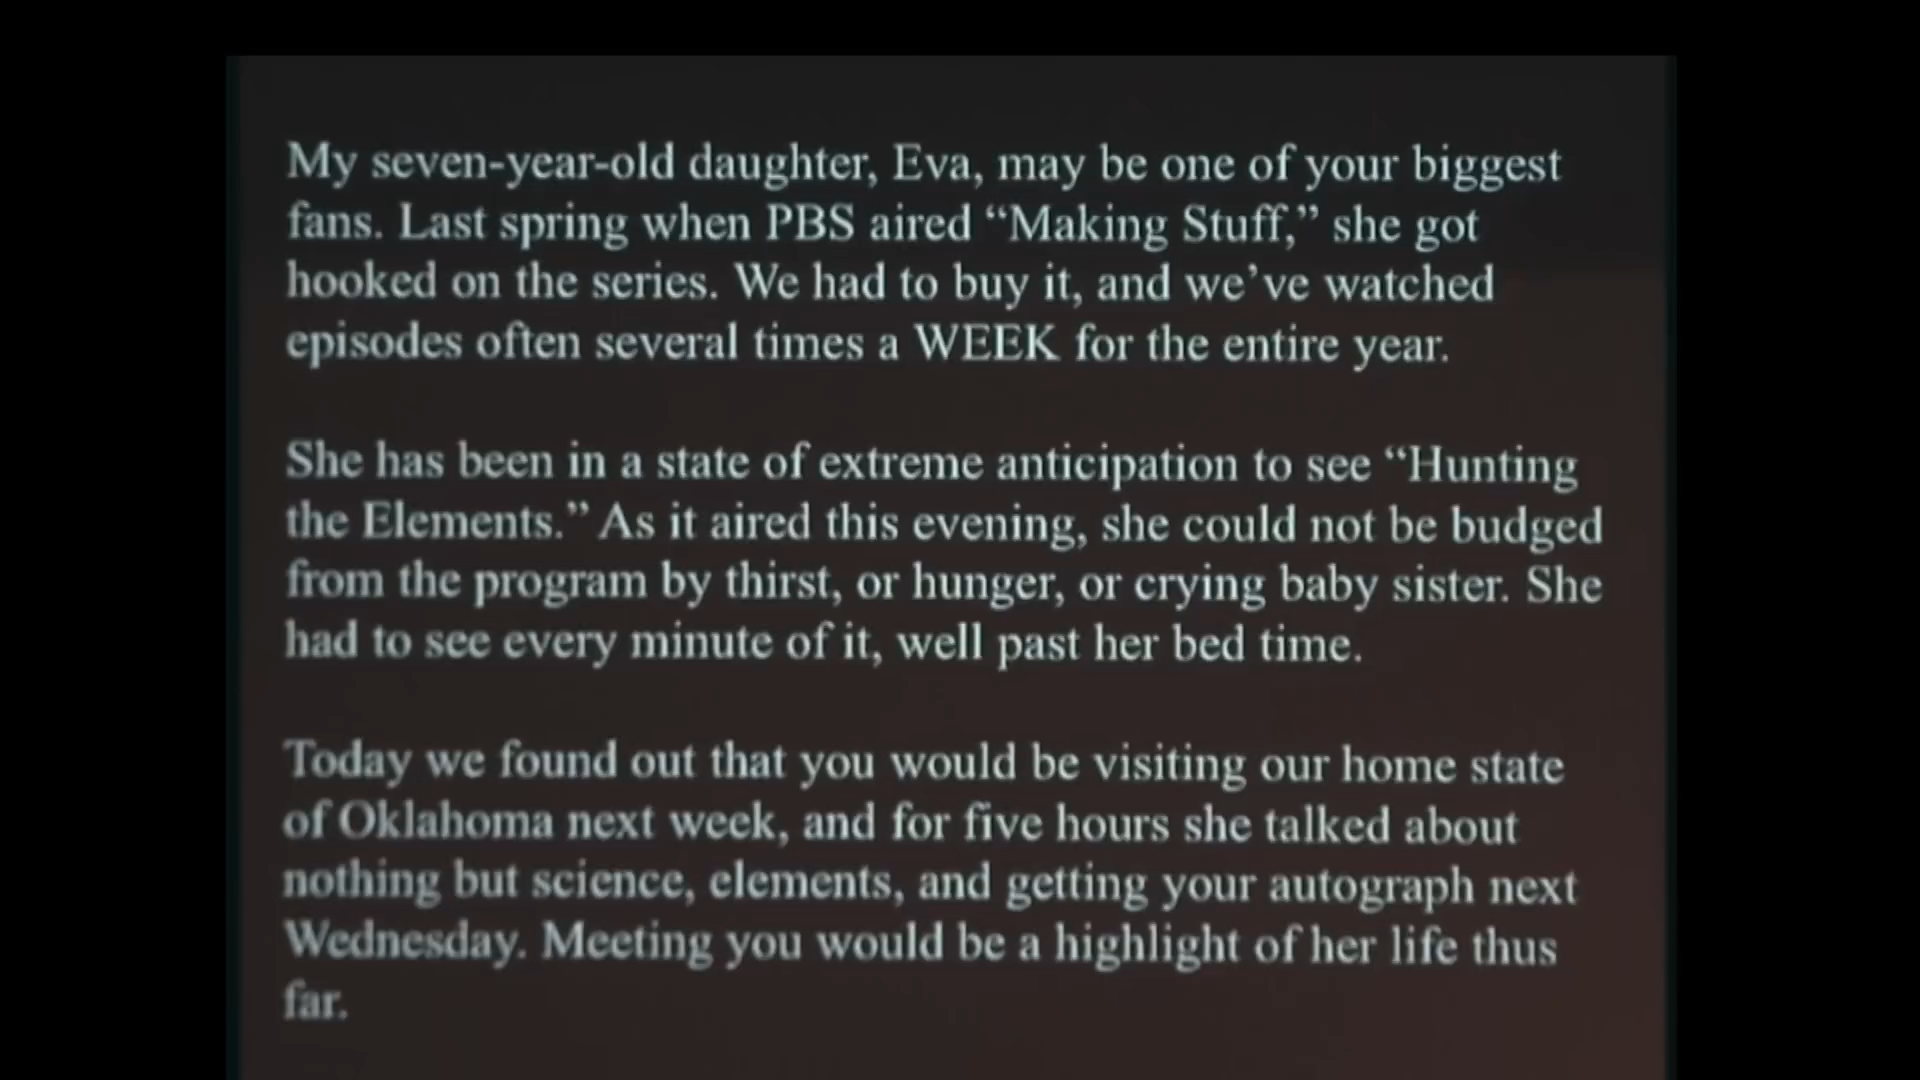 My seven-year-old daughter, Eva, may be one of your biggest
fans. Last spring when PBS aired “Making Stuff,” she got
hooked on the series. We had to buy it, and we’ve watched
episodes often several times a WEEK for the entire year.
She has been in a state of extreme anticipation to see “Hunting
the Elements.” As it aired this evening, she could not be budged
from the program by thirst, or hunger, or crying baby sister. She
had to see every minute of it, well past her bed time.
Today we found out that you would be visiting our home state
of Oklahoma next week, and for five hours she talked about
nothing but science, elements, and getting your autograph next
Wednesday. Meeting you would be a highlight of her life thus
far.